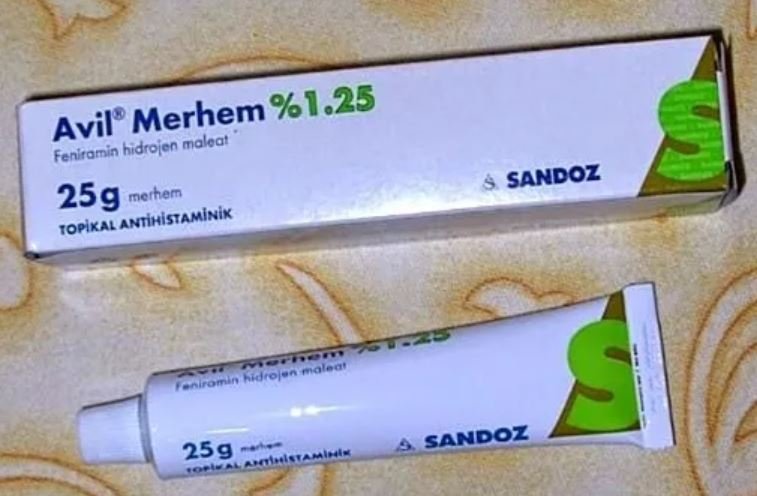 Avil® Merhem %1.25
Feniramin hidrojen maleat
25g merhem
TOPİKAL ANTİHİSTAMİNİK
SANDOZ
Avil Merhem %1.25
Feniramin hidrojen maleat
25g merhem
TOPİKAL ANTİHİSTAMİNİK
SANDOZ